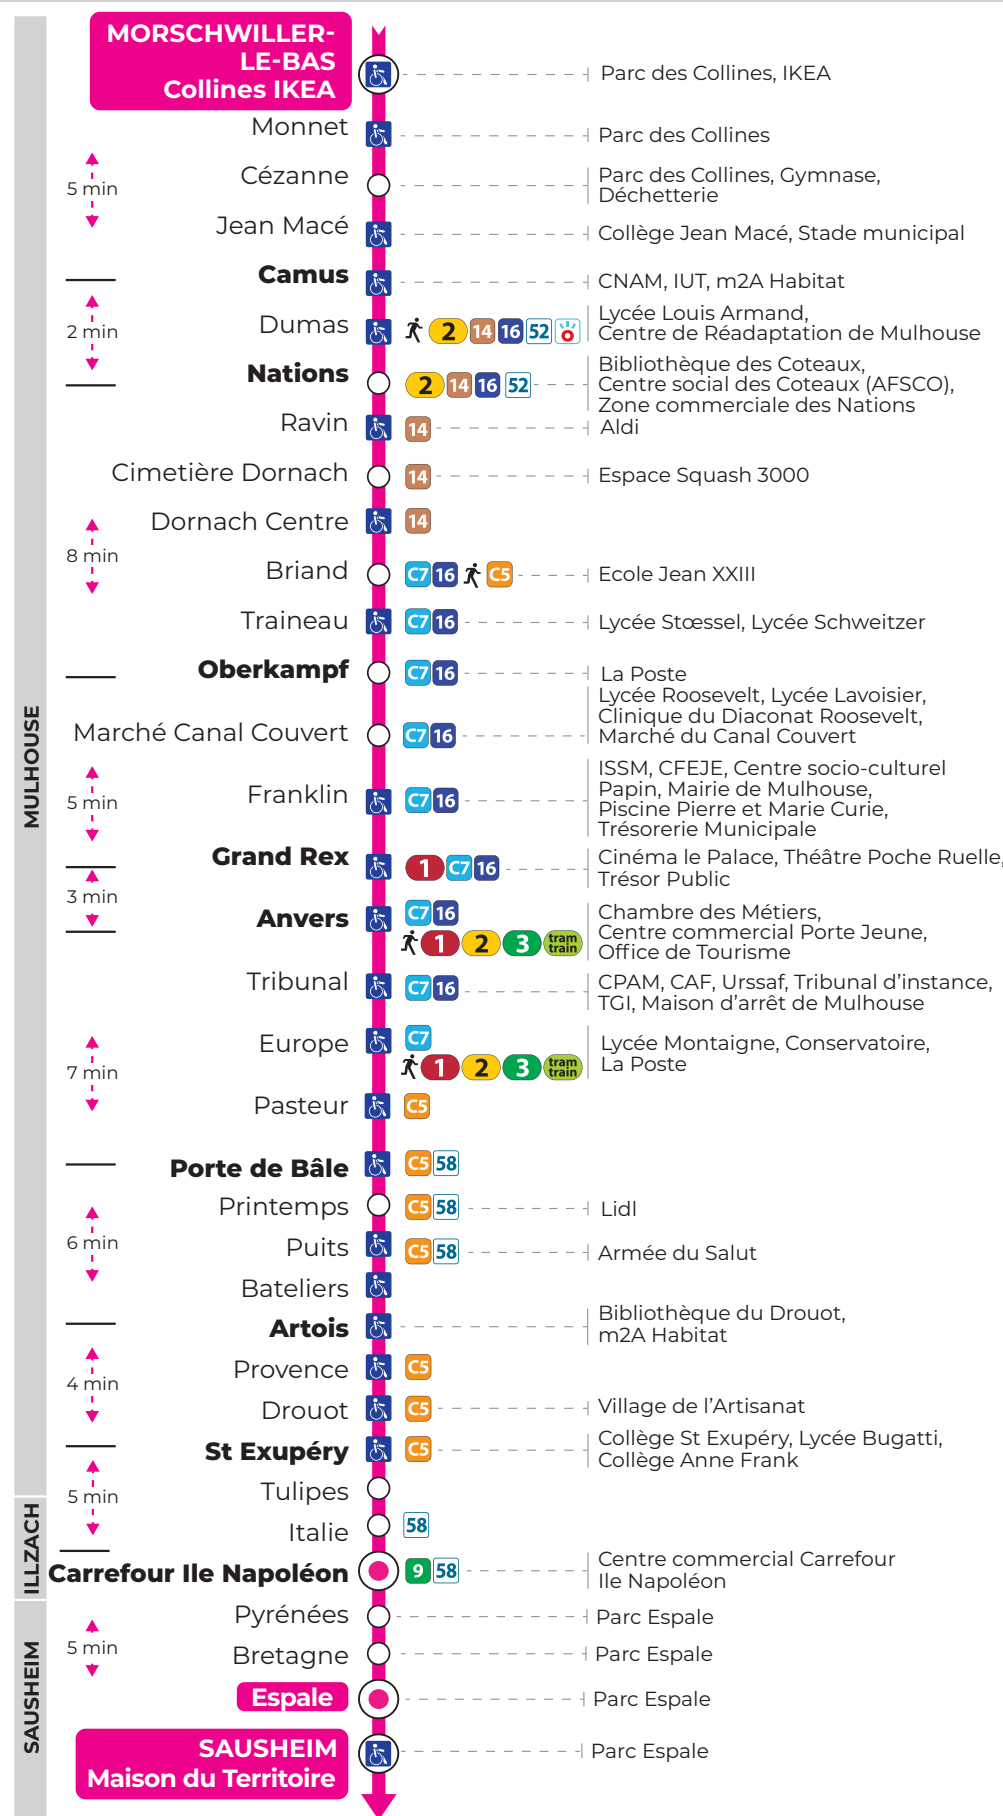 MORSCHWILLER-
LE-BAS
Collines IKEA
Parc des Collines, IKEA
Monnet
Parc des Collines
5 min
Cézanne
Parc des Collines, Gymnase,
Déchetterie
Jean Macé
Collège Jean Macé, Stade municipal
Camus
CNAM, IUT, m2A Habitat
2 min
Dumas
2 14 16 52
Lycée Louis Armand,
Centre de Réadaptation de Mulhouse
Nations
2 14 16 52
Bibliothèque des Coteaux,
Centre social des Coteaux (AFSCO),
Zone commerciale des Nations
Ravin
14
Aldi
Cimetière Dornach
14
Espace Squash 3000
Dornach Centre
14
8 min
Briand
C7 16 C5
Ecole Jean XXIII
Traineau
C7 16
Lycée Stœssel, Lycée Schweitzer
Oberkampf
C7 16
La Poste
MULHOUSE
Marché Canal Couvert
C7 16
Lycée Roosevelt, Lycée Lavoisier,
Clinique du Diaconat Roosevelt,
Marché du Canal Couvert
5 min
Franklin
C7 16
ISSM, CFEJE, Centre socio-culturel
Papin, Mairie de Mulhouse,
Piscine Pierre et Marie Curie,
Trésorerie Municipale
Grand Rex
1 C7 16
Cinéma le Palace, Théâtre Poche Ruelle,
Trésor Public
3 min
Anvers
C7 16
1 2 3 tram train
Chambre des Métiers,
Centre commercial Porte Jeune,
Office de Tourisme
Tribunal
C7 16
CPAM, CAF, Urssaf, Tribunal d’instance,
TGI, Maison d’arrêt de Mulhouse
7 min
Europe
C7
1 2 3 tram train
Lycée Montaigne, Conservatoire,
La Poste
Pasteur
C5
Porte de Bâle
C5 58
Printemps
C5 58
Lidl
6 min
Puits
C5 58
Armée du Salut
Bateliers
Artois
Bibliothèque du Drouot,
m2A Habitat
4 min
Provence
C5
Drouot
C5
Village de l’Artisanat
St Exupéry
C5
Collège St Exupéry, Lycée Bugatti,
Collège Anne Frank
5 min
Tulipes
Italie
58
ILLZACH
Carrefour Ile Napoléon
9 58
Centre commercial Carrefour
Ile Napoléon
Pyrénées
Parc Espale
5 min
Bretagne
Parc Espale
SAUSHEIM
Espale
Parc Espale
SAUSHEIM
Maison du Territoire
Parc Espale